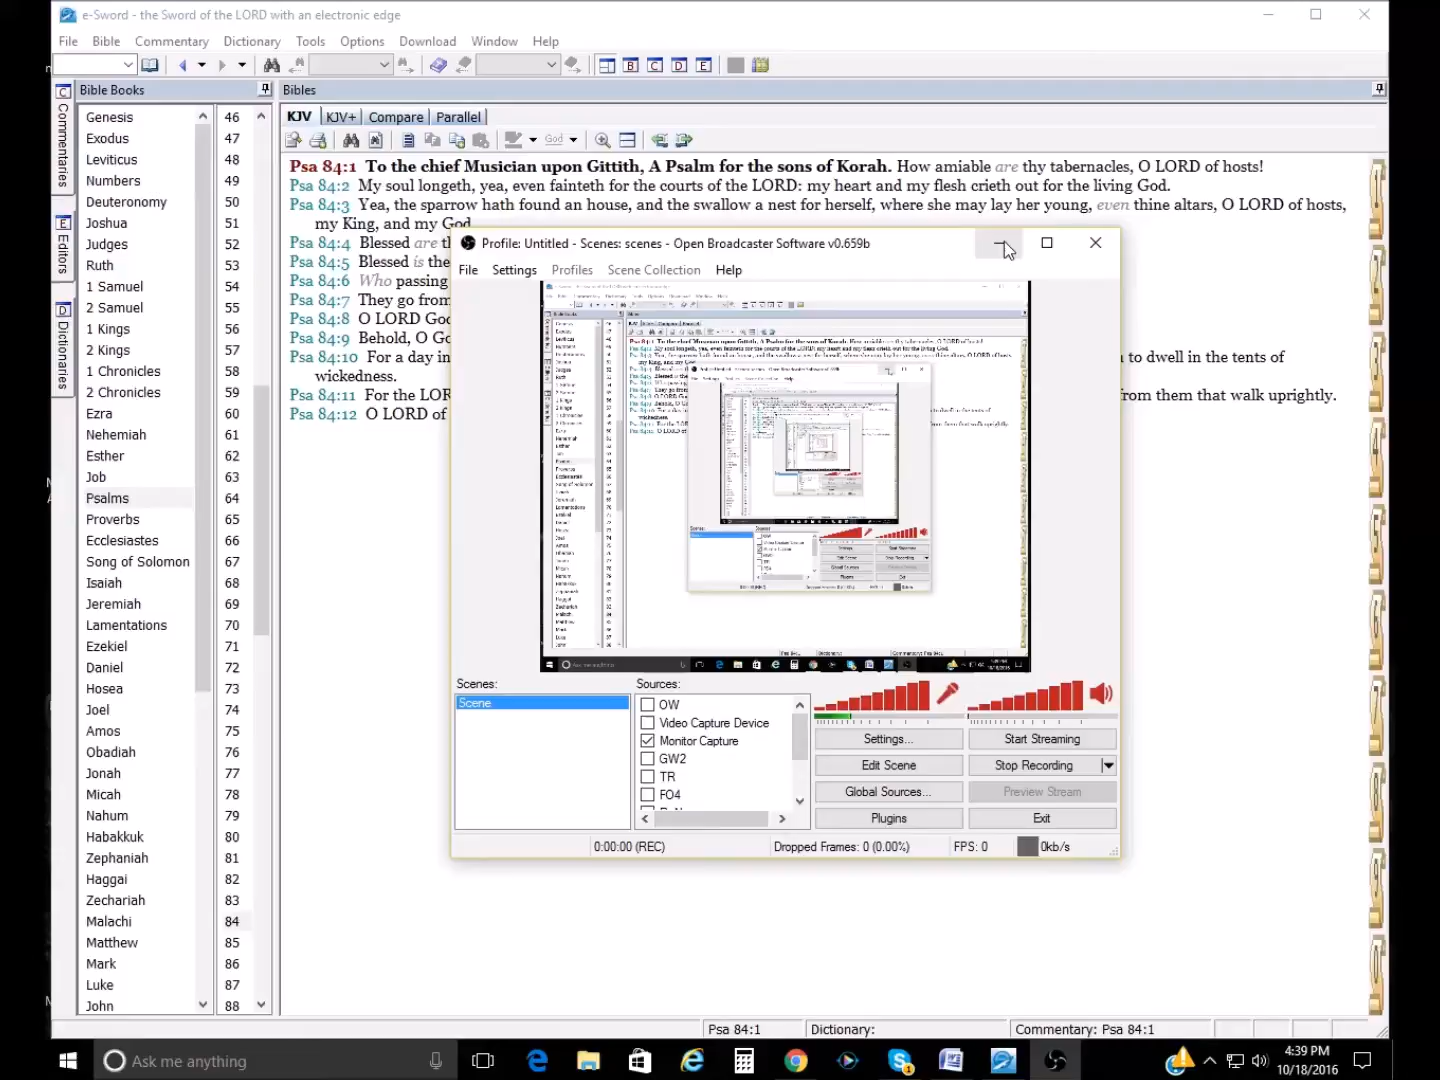 e-Sword - the Sword of the LORD with an electronic edge
File Bible Commentary Dictionary Tools Options Download Window Help
B C D E
Bible Books
Bibles
C Commentaries
E Editors
D Dictionaries
Genesis 46
Exodus 47
Leviticus 48
Numbers 49
Deuteronomy 50
Joshua 51
Judges 52
Ruth 53
1 Samuel 54
2 Samuel 55
1 Kings 56
2 Kings 57
1 Chronicles 58
2 Chronicles 59
Ezra 60
Nehemiah 61
Esther 62
Job 63
Psalms 64
Proverbs 65
Ecclesiastes 66
Song of Solomon 67
Isaiah 68
Jeremiah 69
Lamentations 70
Ezekiel 71
Daniel 72
Hosea 73
Joel 74
Amos 75
Obadiah 76
Jonah 77
Micah 78
Nahum 79
Habakkuk 80
Zephaniah 81
Haggai 82
Zechariah 83
Malachi 84
Matthew 85
Mark 86
Luke 87
John 88
KJV KJV+ Compare Parallel
God
Psa 84:1 To the chief Musician upon Gittith, A Psalm for the sons of Korah. How amiable are thy tabernacles, O LORD of hosts!
Psa 84:2 My soul longeth, yea, even fainteth for the courts of the LORD: my heart and my flesh crieth out for the living God.
Psa 84:3 Yea, the sparrow hath found an house, and the swallow a nest for herself, where she may lay her young, even thine altars, O LORD of hosts,
my King, and my God.
Psa 84:4 Blessed are
Psa 84:5 Blessed is the
Psa 84:6 Who passing
Psa 84:7 They go from
Psa 84:8 O LORD
Psa 84:9 Behold, O
Psa 84:10 For a day in to dwell in the tents of
wickedness.
Psa 84:11 For the from them that walk uprightly.
Psa 84:12 O LORD of
Profile: Untitled - Scenes: scenes - Open Broadcaster Software v0.659b
File Settings Profiles Scene Collection Help
Scenes:
Scene
Sources:
OW
Video Capture Device
Monitor Capture
GW2
TR
FO4
Settings... Start Streaming
Edit Scene Stop Recording
Global Sources... Preview Stream
Plugins Exit
0:00:00 (REC) Dropped Frames: 0 (0.00%) FPS: 0 0kb/s
Psa 84:1 Dictionary: Commentary: Psa 84:1
Ask me anything
4:39 PM
10/18/2016